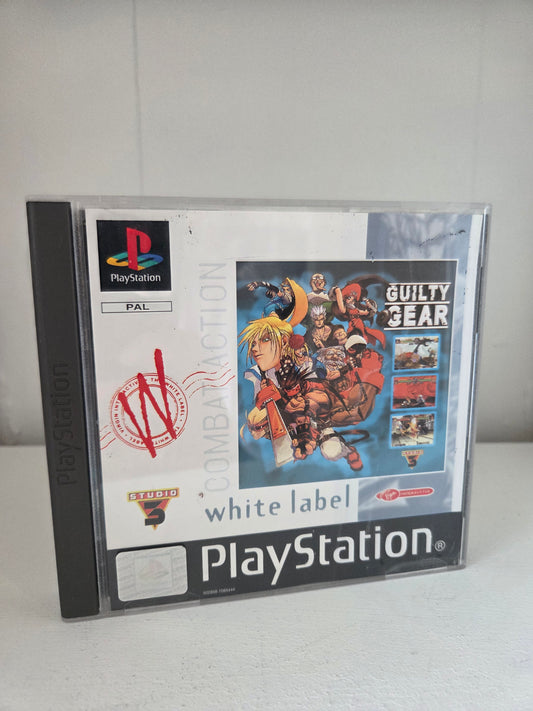 PlayStation
PlayStation
PAL
COMBAT ACTION
GUILTY
GEAR
W
STUDIO
3
white label
Virgin
PlayStation®